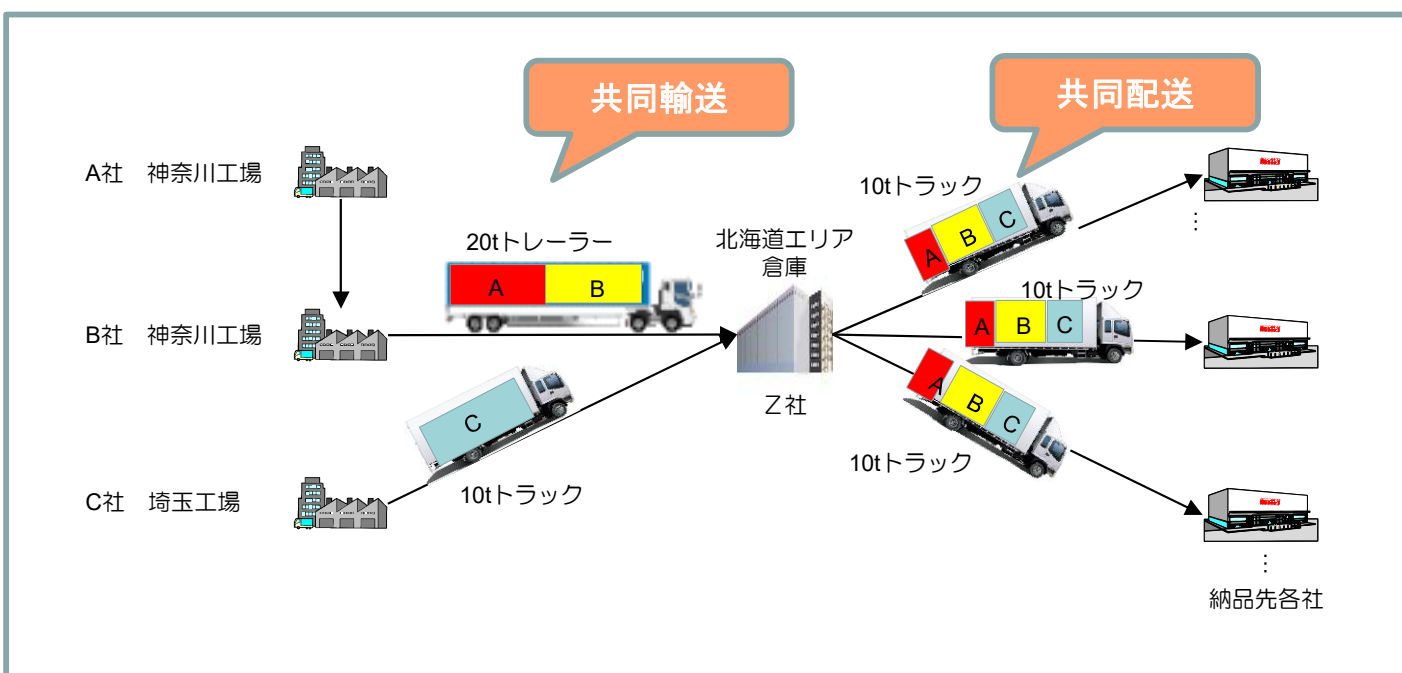 共同輸送
共同配送
A社 神奈川工場
10tトラック
A B C
⋮
20tトレーラー
北海道エリア
倉庫
A B
10tトラック
B社 神奈川工場
A B C
Z社
C
A B C
10tトラック
C社 埼玉工場
10tトラック
⋮
納品先各社